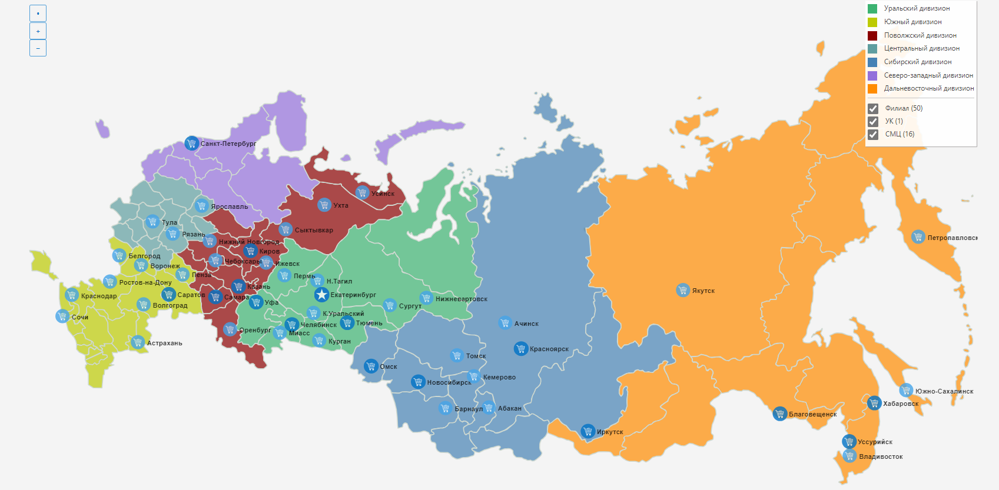 +
−
Уральский дивизион
Южный дивизион
Поволжский дивизион
Центральный дивизион
Сибирский дивизион
Северо-западный дивизион
Дальневосточный дивизион
Филиал (50)
УК (1)
СМЦ (16)
Санкт-Петербург
Усинск
Ухта
Ярославль
Тула
Сыктывкар
Рязань
Нижний Новгород
Петропавловск
Киров
Белгород
Чебоксары
Ижевск
Воронеж
Пенза
Пермь
Н.Тагил
Ростов-на-Дону
Казань
Якутск
Краснодар
Саратов
Самара
Екатеринбург
Нижневартовск
Волгоград
Уфа
Сургут
Сочи
К.Уральский
Челябинск
Тюмень
Ачинск
Оренбург
Миасс
Астрахань
Курган
Красноярск
Томск
Омск
Кемерово
Новосибирск
Южно-Сахалинск
Барнаул
Абакан
Хабаровск
Благовещенск
Иркутск
Уссурийск
Владивосток